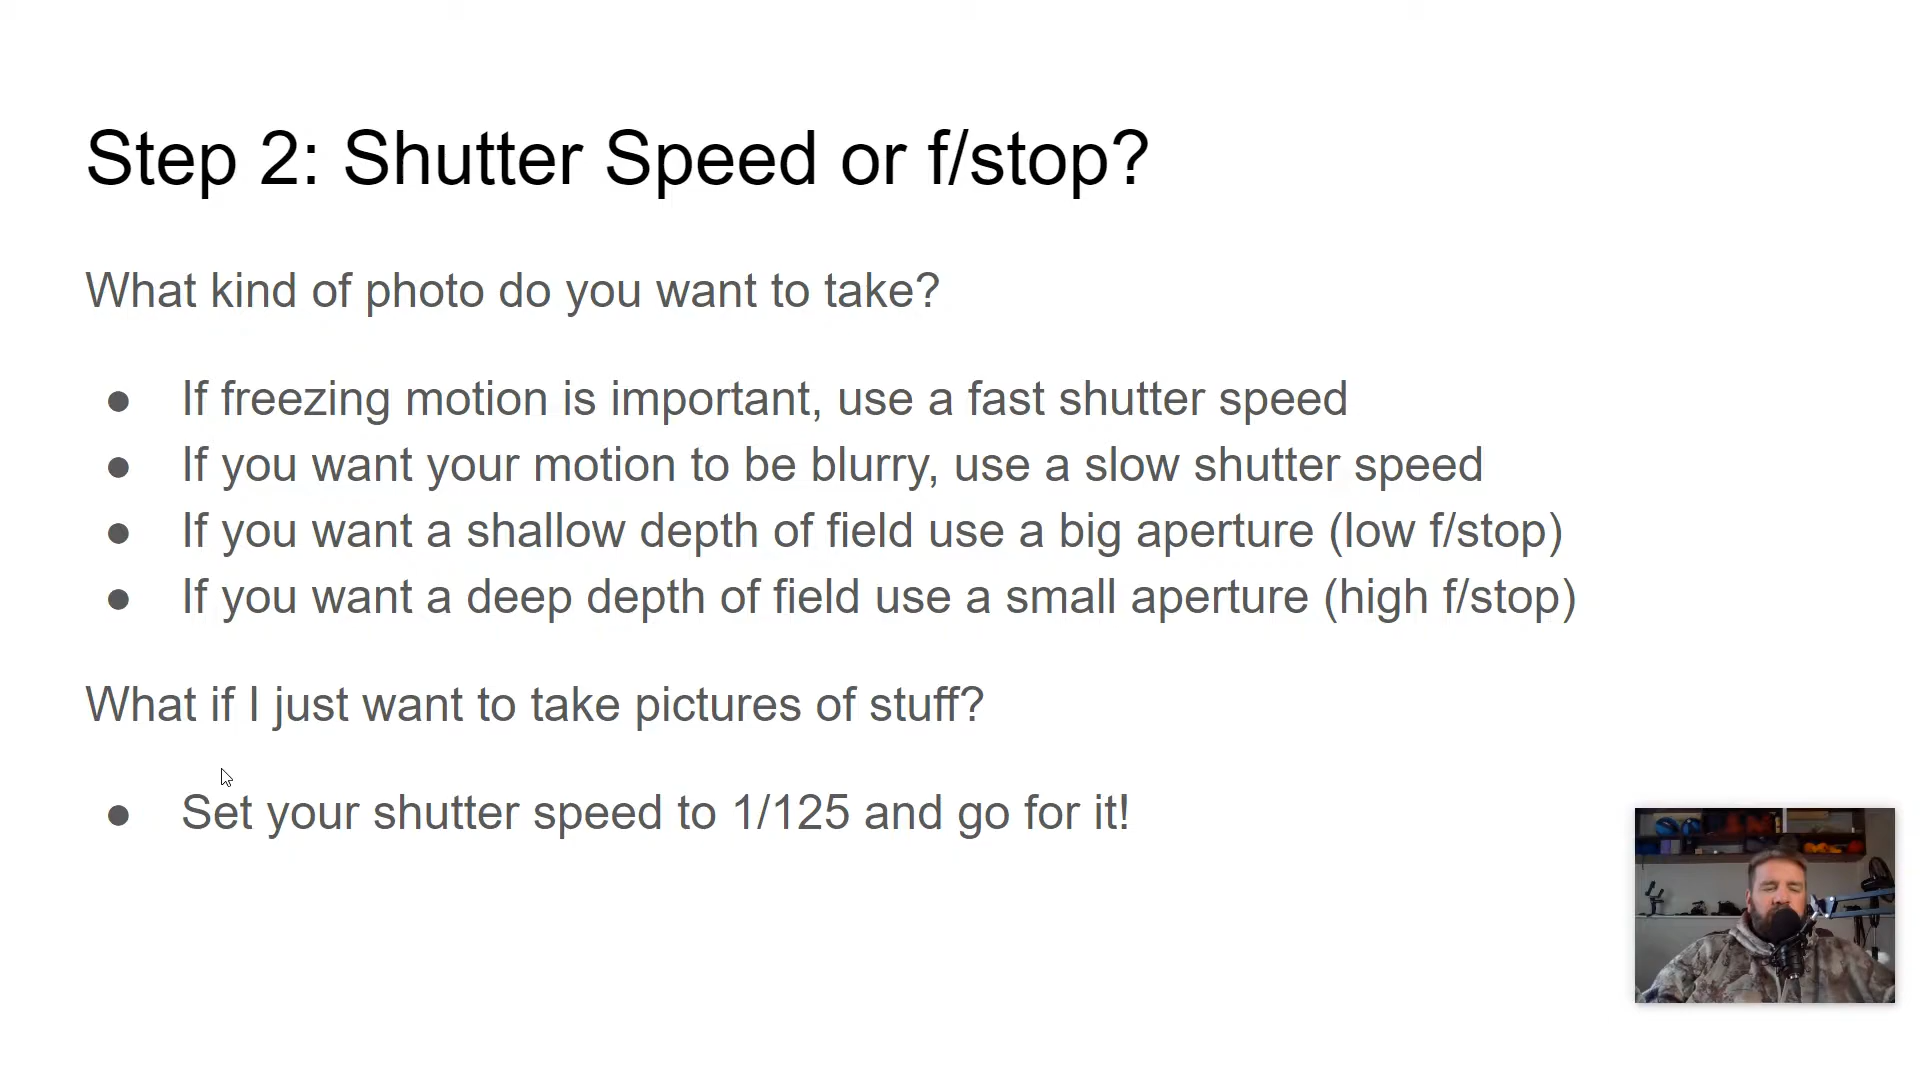 Step 2: Shutter Speed or f/stop?
What kind of photo do you want to take?
● If freezing motion is important, use a fast shutter speed
● If you want your motion to be blurry, use a slow shutter speed
● If you want a shallow depth of field use a big aperture (low f/stop)
● If you want a deep depth of field use a small aperture (high f/stop)
What if I just want to take pictures of stuff?
● Set your shutter speed to 1/125 and go for it!